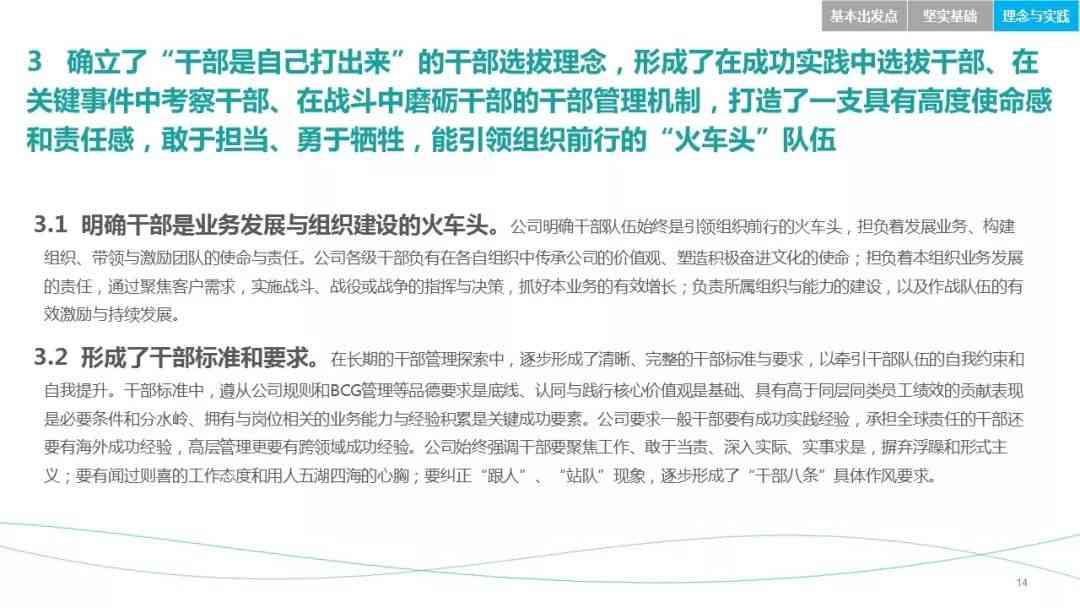 基本出发点 坚实基础 理念与实践
3 确立了“干部是自己打出来”的干部选拔理念，形成了在成功实践中选拔干部、在
关键事件中考察干部、在战斗中磨砺干部的干部管理机制，打造了一支具有高度使命感
和责任感，敢于担当、勇于牺牲，能引领组织前行的“火车头”队伍
3.1 明确干部是业务发展与组织建设的火车头。公司明确干部队伍始终是引领组织前行的火车头，担负着发展业务、构建
组织、带领与激励团队的使命与责任。公司各级干部负有在各自组织中传承公司的价值观、塑造积极奋进文化的使命；担负着本组织业务发展
的责任，通过聚焦客户需求，实施战斗、战役或战争的指挥与决策，抓好本业务的有效增长；负责所属组织与能力的建设，以及作战队伍的有
效激励与持续发展。
3.2 形成了干部标准和要求。在长期的干部管理探索中，逐步形成了清晰、完整的干部标准与要求，以牵引干部队伍的自我约束和
自我提升。干部标准中，遵从公司规则和BCG管理等品德要求是底线、认同与践行核心价值观是基础、具有高于同层同类员工绩效的贡献表现
是必要条件和分水岭、拥有与岗位相关的业务能力与经验积累是关键成功要素。公司要求一般干部要有成功实践经验，承担全球责任的干部还
要有海外成功经验，高层管理更要有跨领域成功经验。公司始终强调干部要聚焦工作、敢于当责、深入实际、实事求是，摒弃浮躁和形式主
义；要有闻过则喜的工作态度和用人五湖四海的心胸；要纠正“跟人”、“站队”现象，逐步形成了“干部八条”具体作风要求。
14